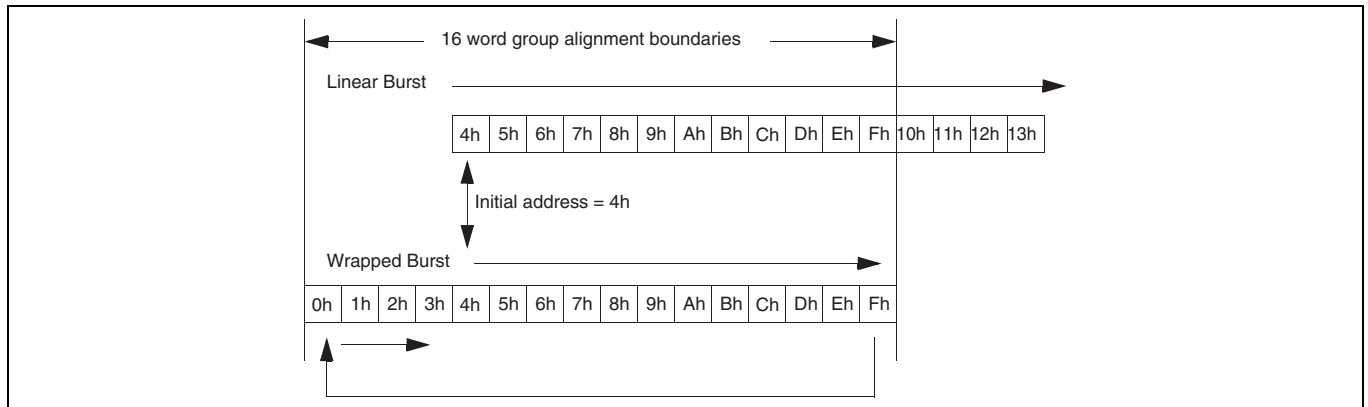 16 word group alignment boundaries
Linear Burst
4h 5h 6h 7h 8h 9h Ah Bh Ch Dh Eh Fh 10h 11h 12h 13h
Initial address = 4h
Wrapped Burst
0h 1h 2h 3h 4h 5h 6h 7h 8h 9h Ah Bh Ch Dh Eh Fh